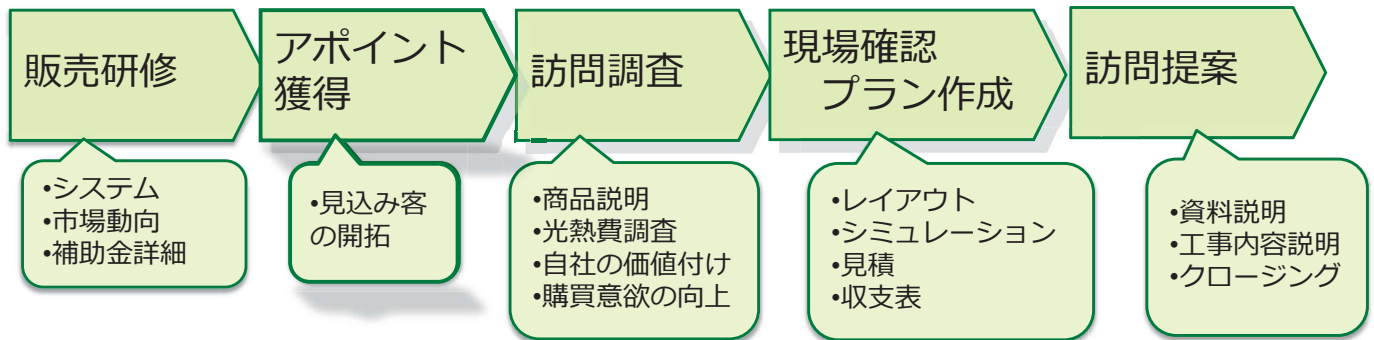 販売研修
アポイント
獲得
訪問調査
現場確認
プラン作成
訪問提案
•システム
•市場動向
•補助金詳細
•見込み客
の開拓
•商品説明
•光熱費調査
•自社の価値付け
•購買意欲の向上
•レイアウト
•シミュレーション
•見積
•収支表
•資料説明
•工事内容説明
•クロージング